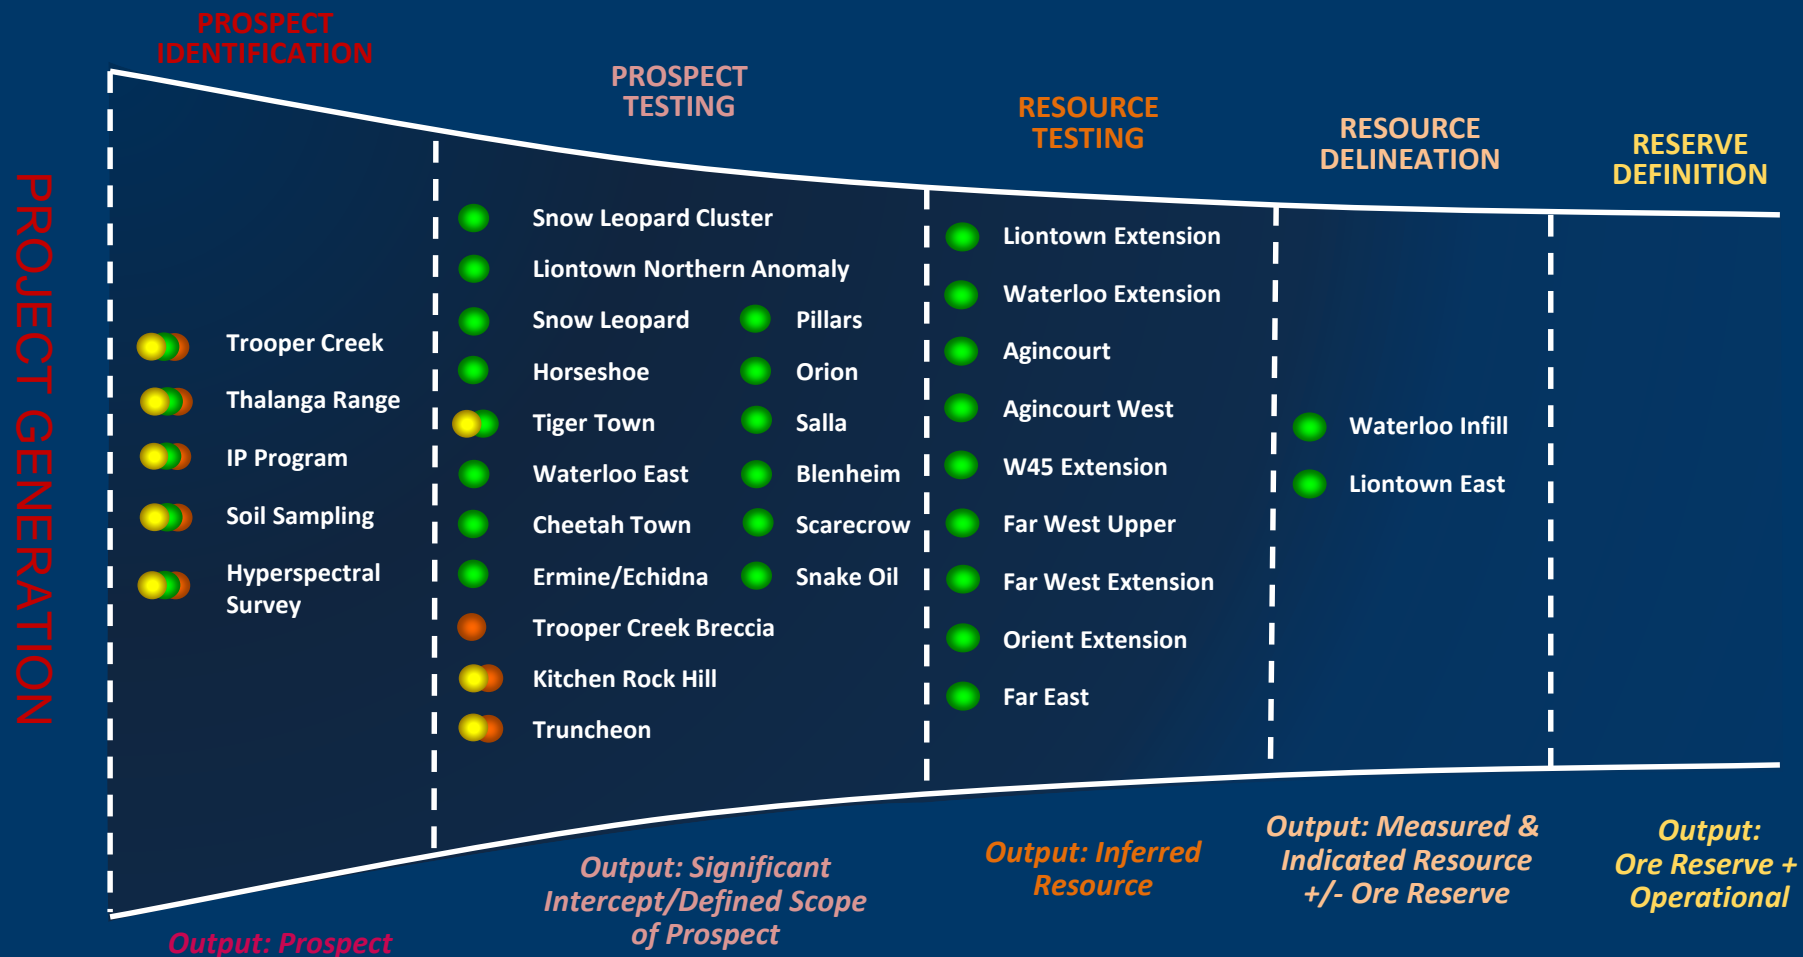 PROJECT GENERATION
PROSPECT
IDENTIFICATION
Trooper Creek
Thalanga Range
IP Program
Soil Sampling
Hyperspectral
Survey
Output: Prospect
PROSPECT
TESTING
Snow Leopard Cluster
Liontown Northern Anomaly
Snow Leopard
Horseshoe
Tiger Town
Waterloo East
Cheetah Town
Ermine/Echidna
Trooper Creek Breccia
Kitchen Rock Hill
Truncheon
Pillars
Orion
Salla
Blenheim
Scarecrow
Snake Oil
Output: Significant
Intercept/Defined Scope
of Prospect
RESOURCE
TESTING
Liontown Extension
Waterloo Extension
Agincourt
Agincourt West
W45 Extension
Far West Upper
Far West Extension
Orient Extension
Far East
Output: Inferred
Resource
RESOURCE
DELINEATION
Waterloo Infill
Liontown East
Output: Measured &
Indicated Resource
+/- Ore Reserve
RESERVE
DEFINITION
Output:
Ore Reserve +
Operational